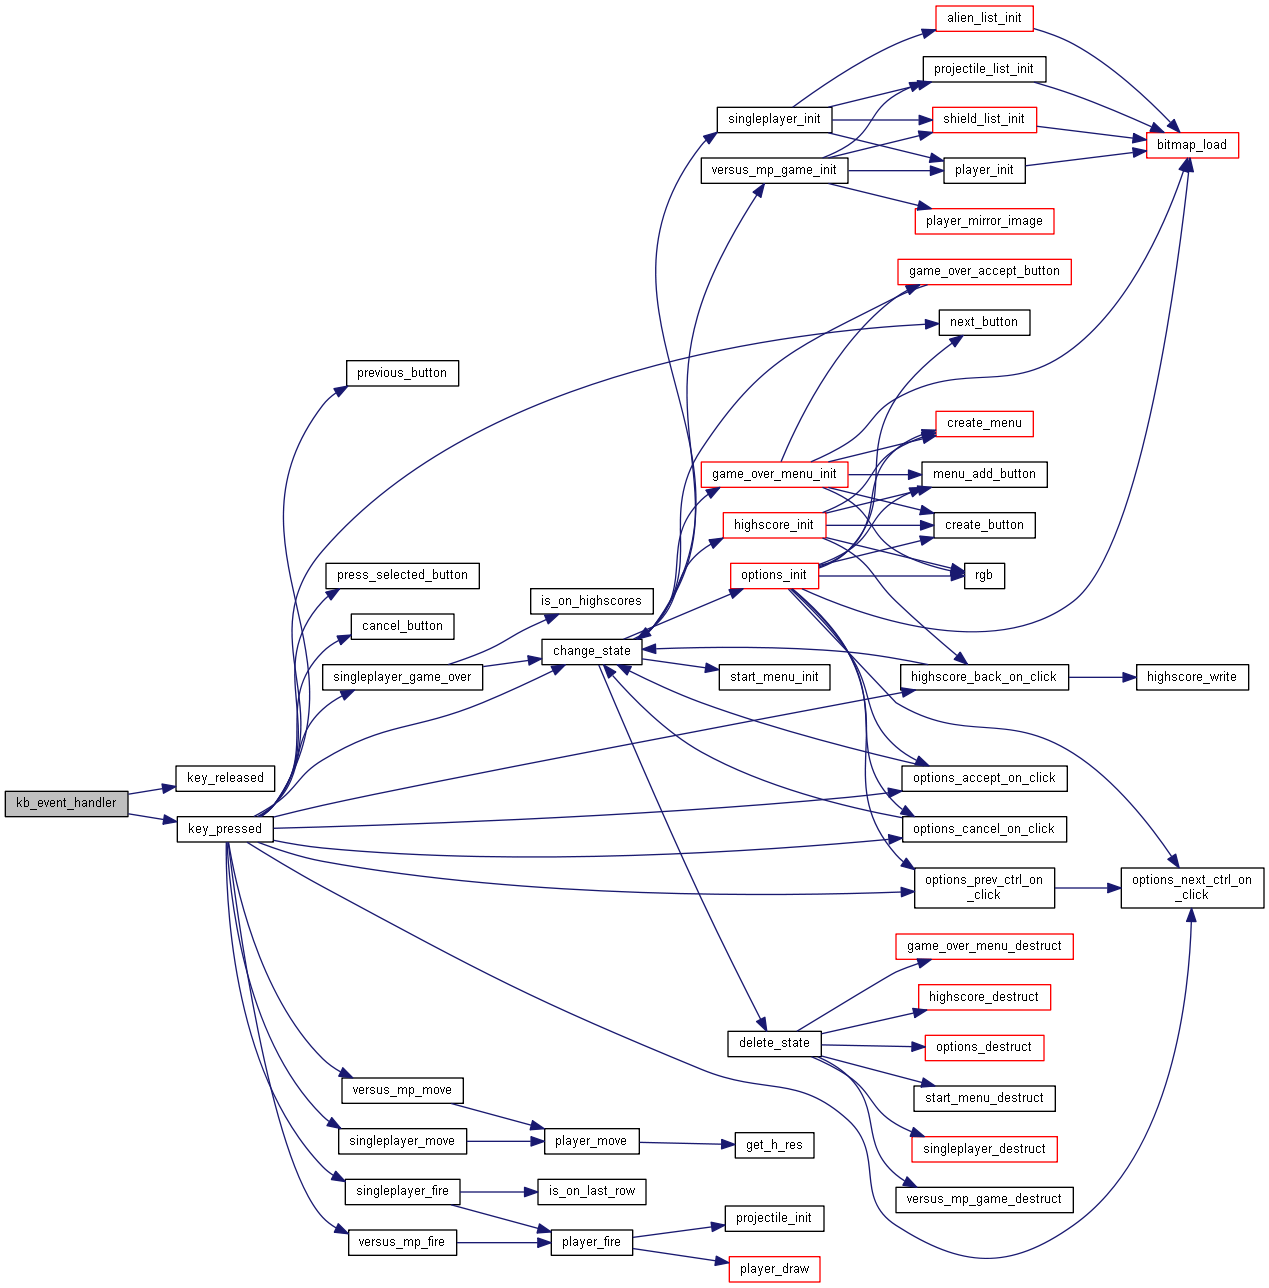 alien_list_init
projectile_list_init
singleplayer_init
shield_list_init
bitmap_load
versus_mp_game_init
player_init
player_mirror_image
game_over_accept_button
next_button
previous_button
create_menu
game_over_menu_init
menu_add_button
highscore_init
create_button
press_selected_button
options_init
rgb
is_on_highscores
cancel_button
change_state
singleplayer_game_over
start_menu_init
highscore_back_on_click
highscore_write
key_released
options_accept_on_click
kb_event_handler
key_pressed
options_cancel_on_click
options_prev_ctrl_on
_click
options_next_ctrl_on
_click
game_over_menu_destruct
highscore_destruct
delete_state
options_destruct
versus_mp_move
start_menu_destruct
singleplayer_move
player_move
get_h_res
singleplayer_destruct
singleplayer_fire
is_on_last_row
versus_mp_game_destruct
projectile_init
versus_mp_fire
player_fire
player_draw